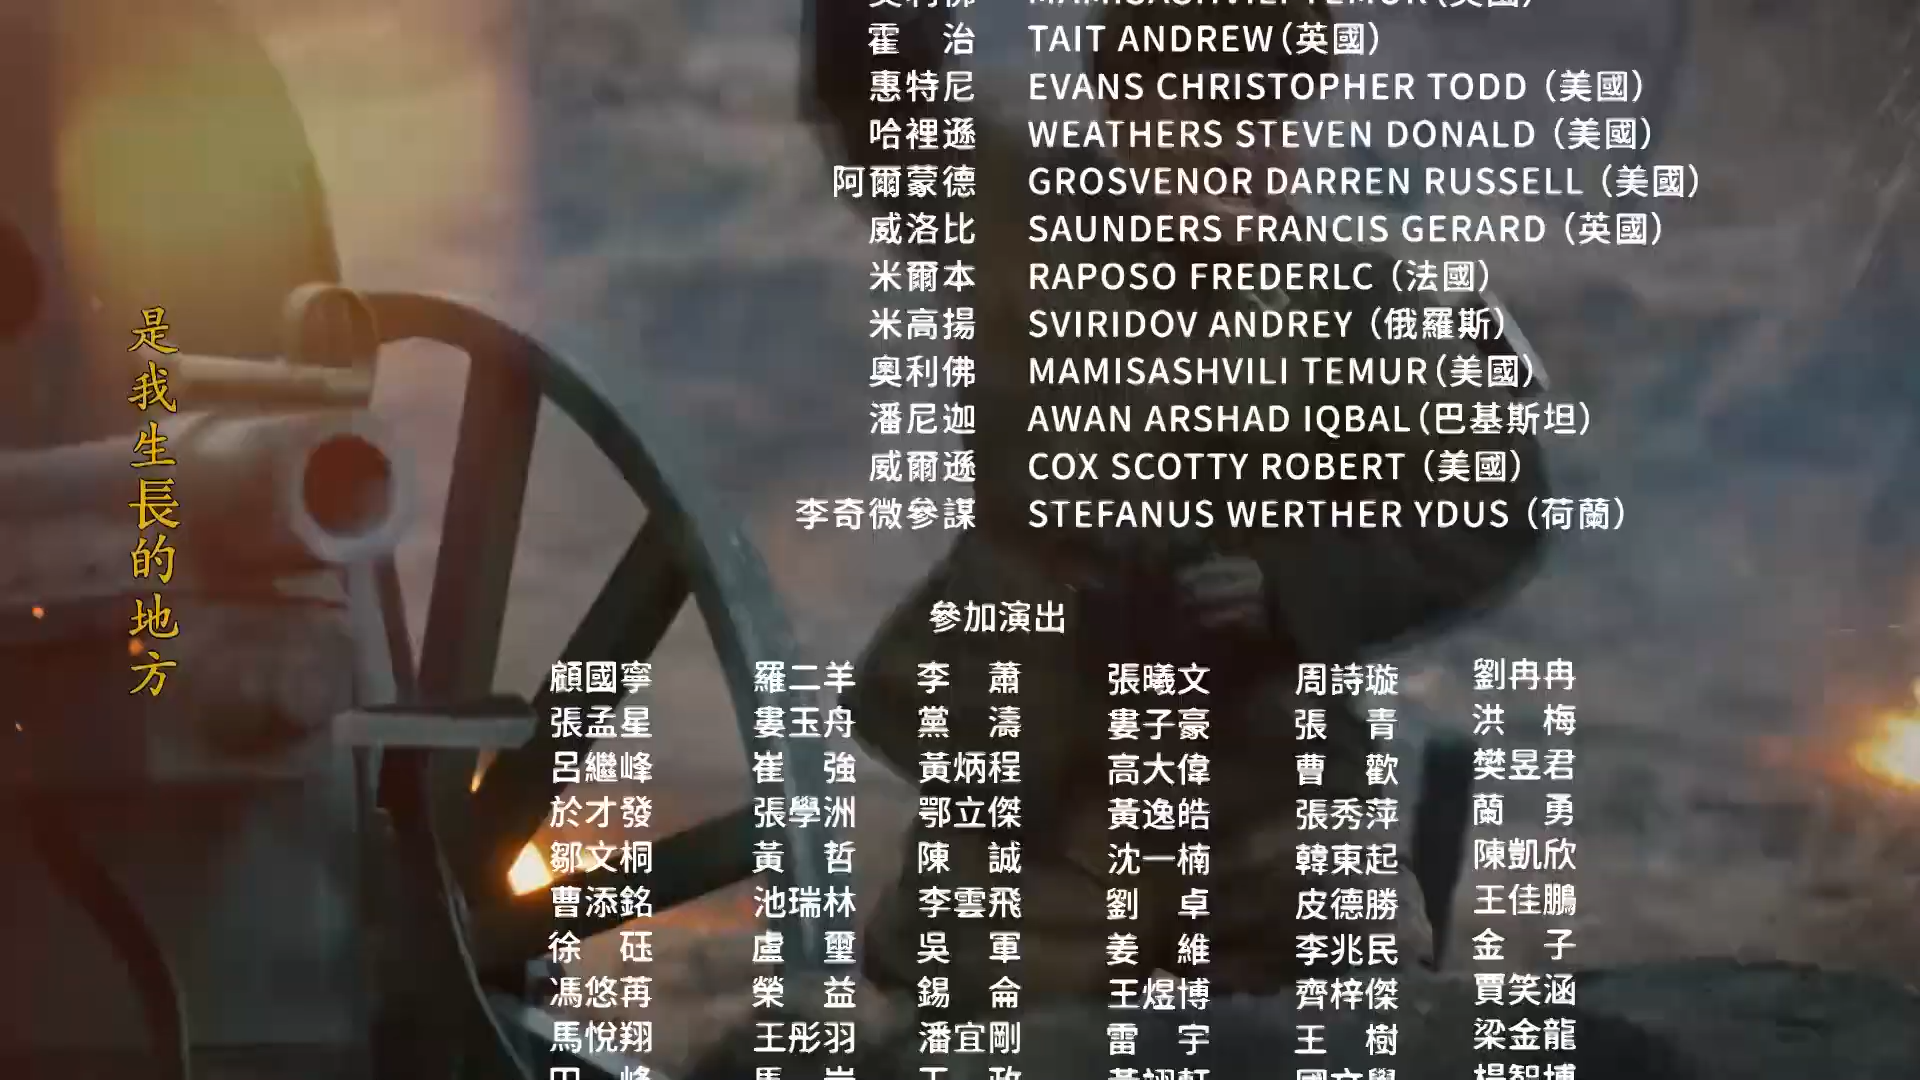 是我生長的地方
MAMISASHVILI TEMUR(美國)
霍　治 TAIT ANDREW(英國)
惠特尼 EVANS CHRISTOPHER TODD (美國)
哈裡遜 WEATHERS STEVEN DONALD (美國)
阿爾蒙德 GROSVENOR DARREN RUSSELL (美國)
威洛比 SAUNDERS FRANCIS GERARD (英國)
米爾本 RAPOSO FREDERLC (法國)
米高揚 SVIRIDOV ANDREY (俄羅斯)
奧利佛 MAMISASHVILI TEMUR(美國)
潘尼迦 AWAN ARSHAD IQBAL(巴基斯坦)
威爾遜 COX SCOTTY ROBERT (美國)
李奇微參謀 STEFANUS WERTHER YDUS (荷蘭)
參加演出
顧國寧 羅二羊 李　蕭 張曦文 周詩璇 劉冉冉
張孟星 婁玉舟 黨　濤 婁子豪 張　青 洪　梅
呂繼峰 崔　強 黃炳程 高大偉 曹　歡 樊昱君
於才發 張學洲 鄂立傑 黃逸皓 張秀萍 蘭　勇
鄒文桐 黃　哲 陳　誠 沈一楠 韓東起 陳凱欣
曹添銘 池瑞林 李雲飛 劉　卓 皮德勝 王佳鵬
徐　砡 盧　璽 吳　軍 姜　維 李兆民 金　子
馮悠苒 榮　益 錫　侖 王煜博 齊梓傑 賈笑涵
馬悅翔 王彤羽 潘宜剛 雷　宇 王　樹 梁金龍